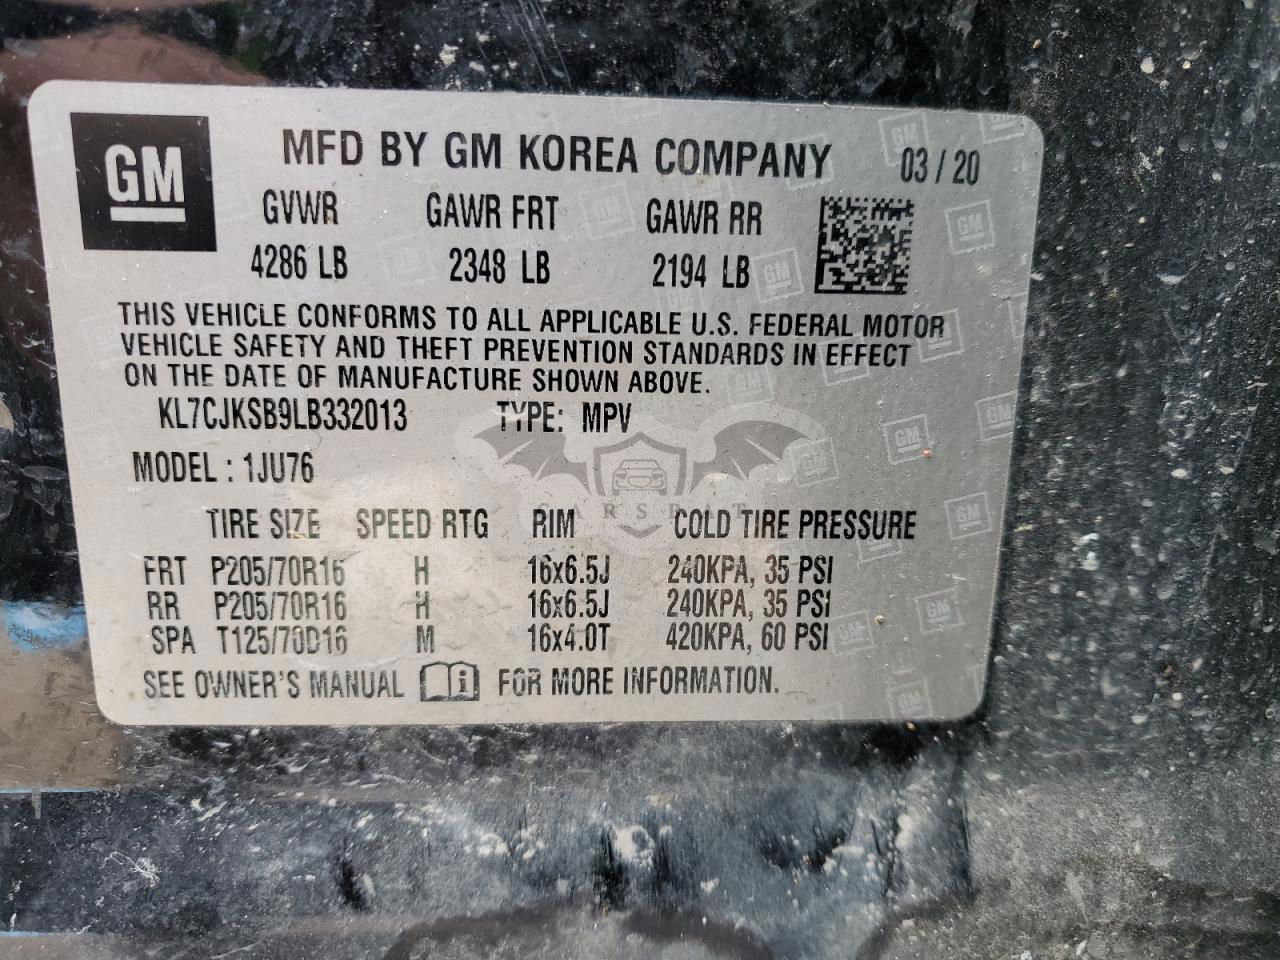 GM
MFD BY GM KOREA COMPANY 03 / 20
GVWR GAWR FRT GAWR RR
4286 LB 2348 LB 2194 LB
THIS VEHICLE CONFORMS TO ALL APPLICABLE U.S. FEDERAL MOTOR
VEHICLE SAFETY AND THEFT PREVENTION STANDARDS IN EFFECT
ON THE DATE OF MANUFACTURE SHOWN ABOVE.
KL7CJKSB9LB332013 TYPE: MPV
MODEL : 1JU76
CARSBAT
TIRE SIZE SPEED RTG RIM COLD TIRE PRESSURE
FRT P205/70R16 H 16x6.5J 240KPA, 35 PSI
RR P205/70R16 H 16x6.5J 240KPA, 35 PSI
SPA T125/70D16 M 16x4.0T 420KPA, 60 PSI
SEE OWNER'S MANUAL i FOR MORE INFORMATION.